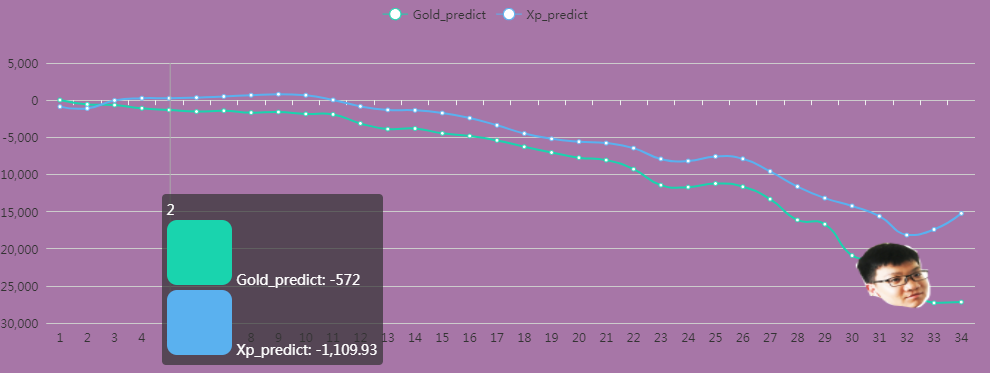 Gold_predict Xp_predict
5,000
0
-5,000
10,000
15,000
20,000
25,000
30,000
2
Gold_predict: -572
Xp_predict: -1,109.93
1 2 3 4 8 9 10 11 12 13 14 15 16 17 18 19 20 21 22 23 24 25 26 27 28 29 30 31 32 33 34